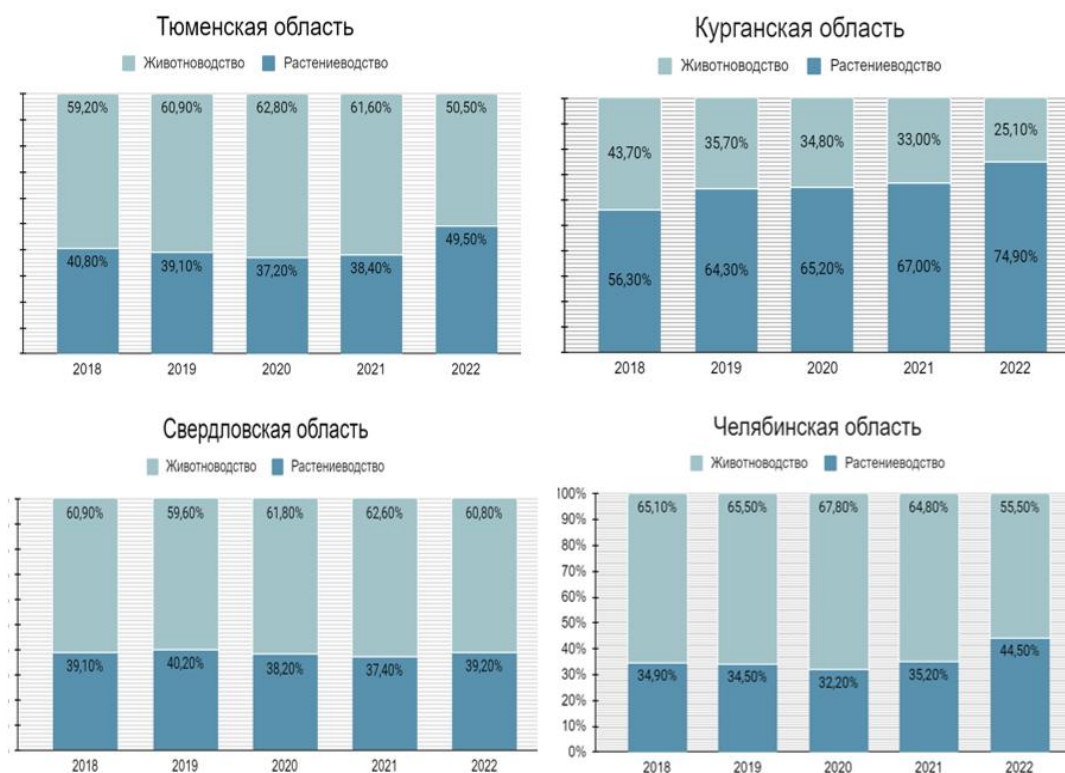 Тюменская область
Животноводство Растениеводство
59,20% 60,90% 62,80% 61,60% 50,50%
40,80% 39,10% 37,20% 38,40% 49,50%
2018 2019 2020 2021 2022
Курганская область
Животноводство Растениеводство
43,70% 35,70% 34,80% 33,00% 25,10%
56,30% 64,30% 65,20% 67,00% 74,90%
2018 2019 2020 2021 2022
Свердловская область
Животноводство Растениеводство
60,90% 59,60% 61,80% 62,60% 60,80%
39,10% 40,20% 38,20% 37,40% 39,20%
2018 2019 2020 2021 2022
Челябинская область
Животноводство Растениеводство
100%
90%
80%
70%
60%
50%
40%
30%
20%
10%
0%
65,10% 65,50% 67,80% 64,80% 55,50%
34,90% 34,50% 32,20% 35,20% 44,50%
2018 2019 2020 2021 2022